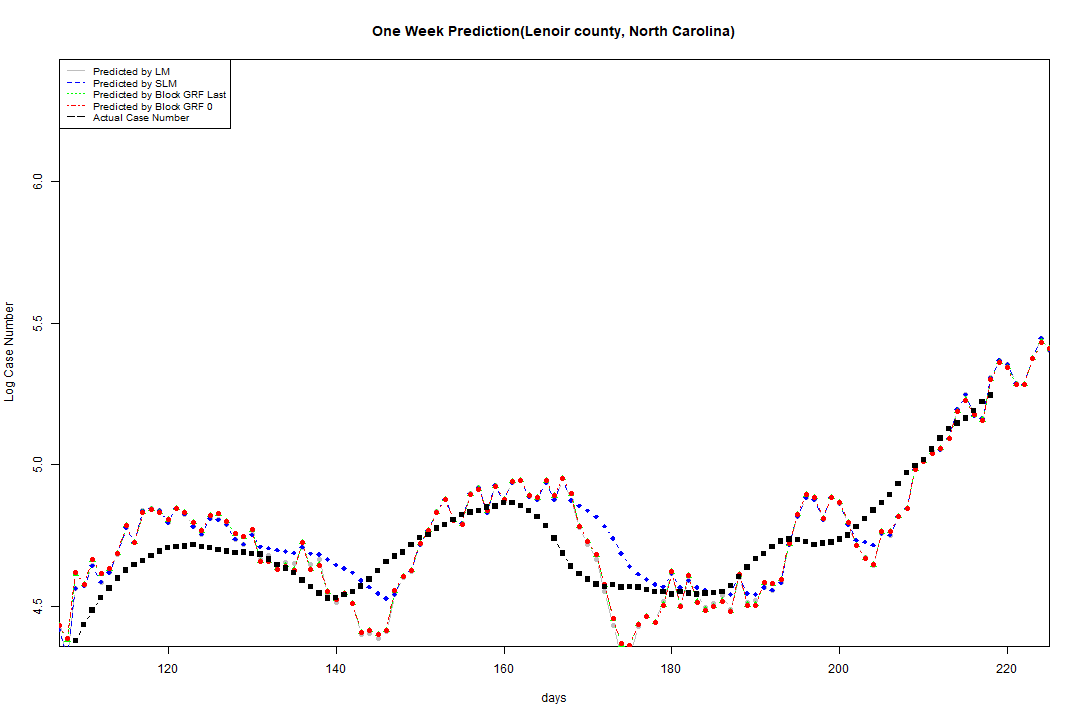 One Week Prediction(Lenoir county, North Carolina)
Predicted by LM
Predicted by SLM
Predicted by Block GRF Last
Predicted by Block GRF 0
Actual Case Number
6.0
5.5
5.0
4.5
Log Case Number
120 140 160 180 200 220
days